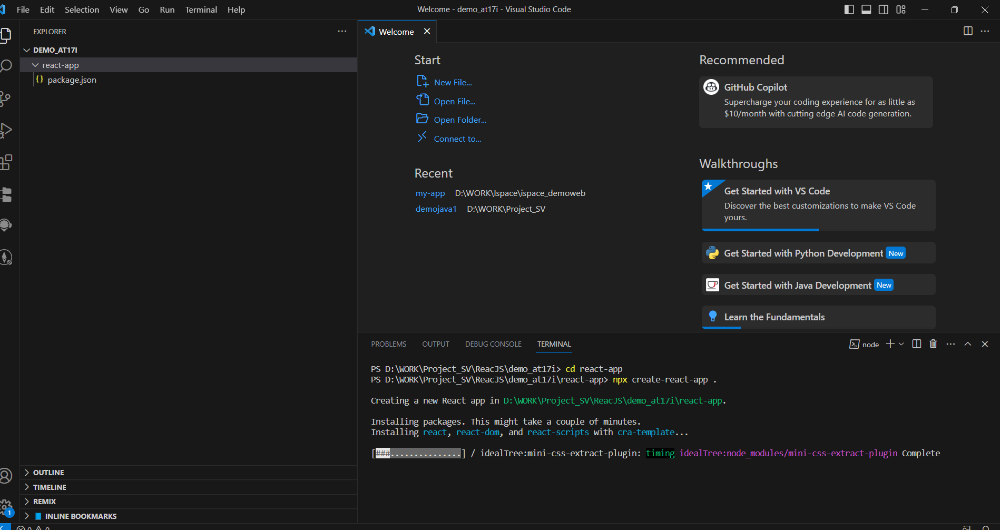 File Edit Selection View Go Run Terminal Help
Welcome - demo_at17i - Visual Studio Code
EXPLORER
DEMO_AT17I
react-app
package.json
OUTLINE
TIMELINE
REMIX
INLINE BOOKMARKS
1
0 0
Welcome
Start
New File...
Open File...
Open Folder...
Connect to...
Recent
my-app D:\WORK\Ispace\ispace_demoweb
demojava1 D:\WORK\Project_SV
Recommended
GitHub Copilot
Supercharge your coding experience for as little as
$10/month with cutting edge AI code generation.
Walkthroughs
Get Started with VS Code
Discover the best customizations to make VS Code
yours.
Get Started with Python Development New
Get Started with Java Development New
Learn the Fundamentals
PROBLEMS OUTPUT DEBUG CONSOLE TERMINAL
node
PS D:\WORK\Project_SV\ReacJS\demo_at17i> cd react-app
PS D:\WORK\Project_SV\ReacJS\demo_at17i\react-app> npx create-react-app .
Creating a new React app in D:\WORK\Project_SV\ReacJS\demo_at17i\react-app.
Installing packages. This might take a couple of minutes.
Installing react, react-dom, and react-scripts with cra-template...
[###...............] / idealTree:mini-css-extract-plugin: timing idealTree:node_modules/mini-css-extract-plugin Complete